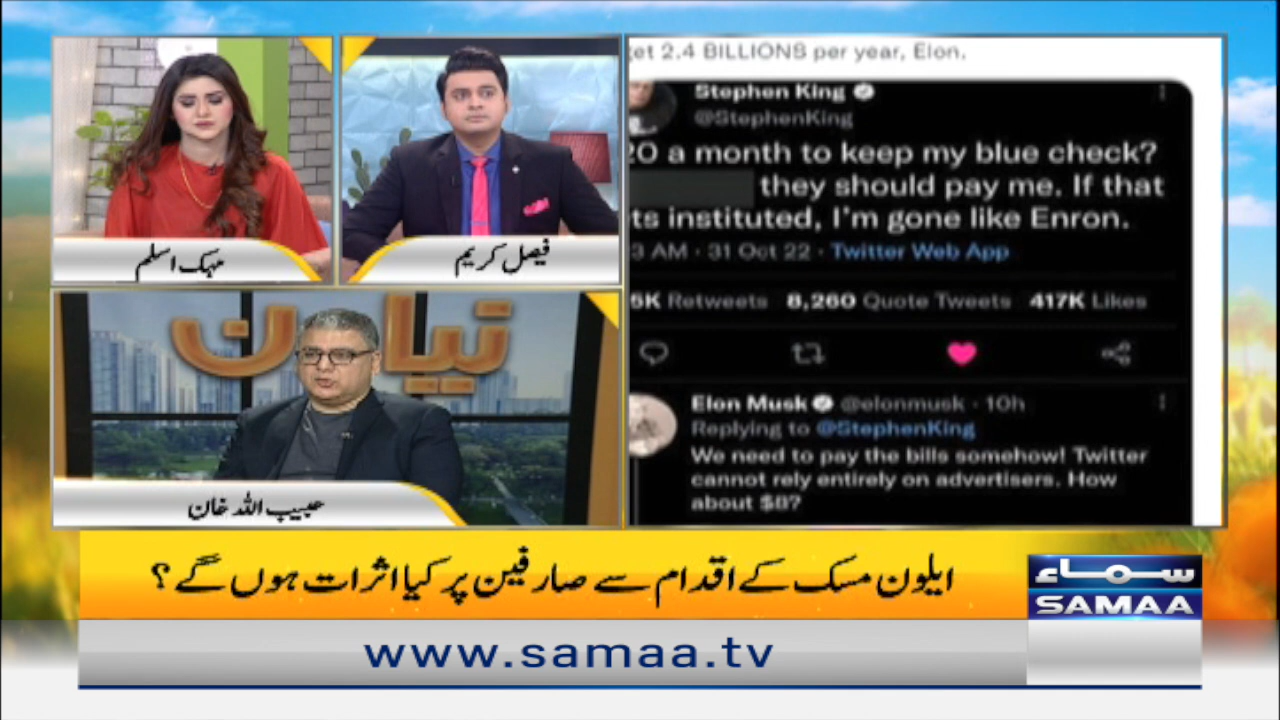 مہک اسلم
فیصل کریم
نیا دن
حبیب اللہ خان
et 2.4 BILLIONS per year, Elon.
Stephen King
@StephenKing
20 a month to keep my blue check?
they should pay me. If that
ts instituted, I'm gone like Enron.
3 AM · 31 Oct 22 · Twitter Web App
5K Retweets 8,260 Quote Tweets 417K Likes
Elon Musk @elonmusk · 10h
Replying to @StephenKing
We need to pay the bills somehow! Twitter
cannot rely entirely on advertisers. How
about $8?
ایلون مسک کے اقدام سے صارفین پر کیا اثرات ہوں گے ؟
سماء
SAMAA
www.samaa.tv